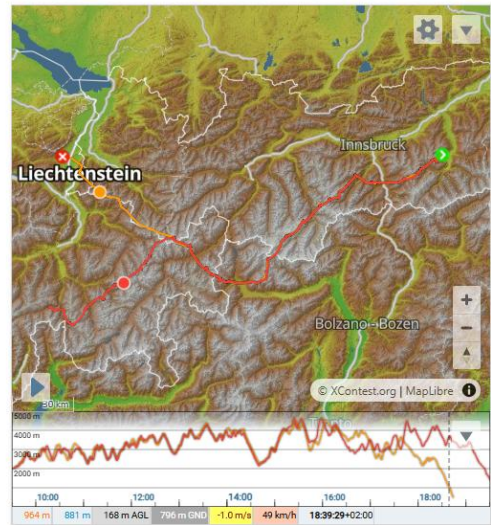 Innsbruck
Liechtenstein
+
−
Bolzano - Bozen
© XContest.org | MapLibre
30 km
5000 m
4000 m
3000 m
2000 m
10:00 12:00 14:00 16:00 18:00
964 m 881 m 168 m AGL 796 m GND -1.0 m/s 49 km/h 18:39:29+02:00